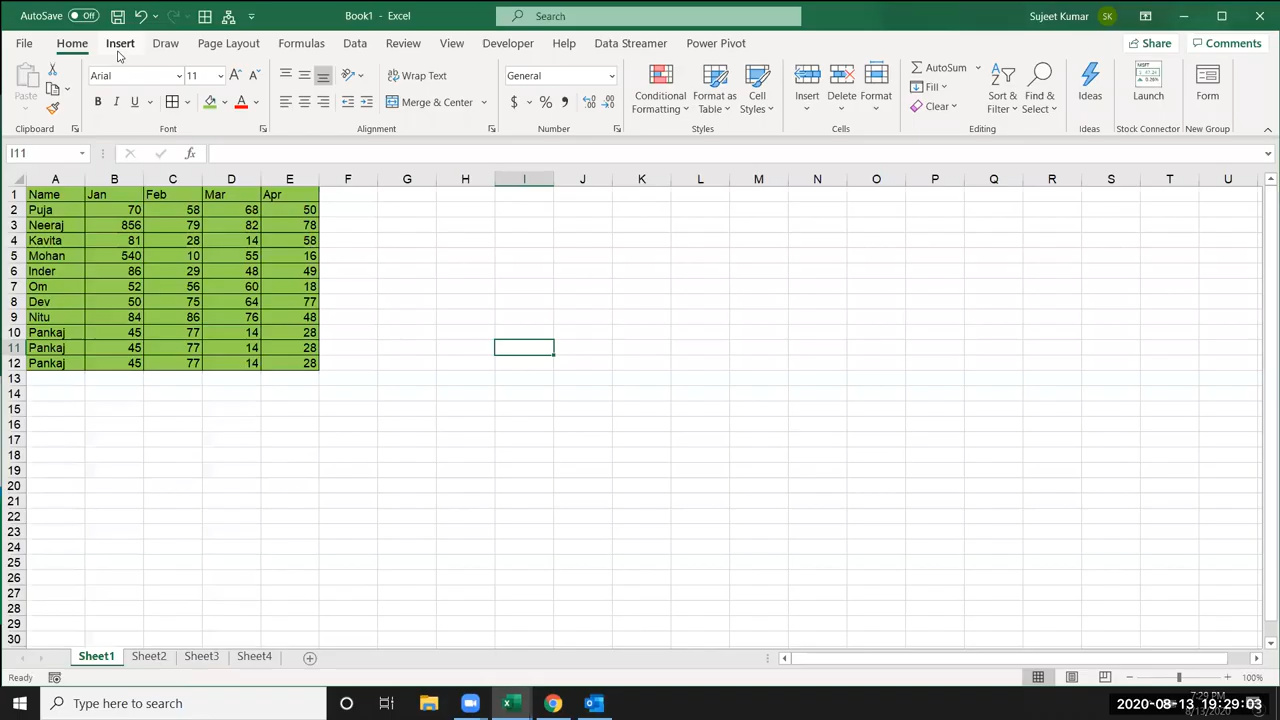 AutoSave Off Book1 - Excel Search Sujeet Kumar SK
File Home Insert Draw Page Layout Formulas Data Review View Developer Help Data Streamer Power Pivot Share Comments
Paste Arial 11 A A Wrap Text General Conditional Formatting Format as Table Cell Styles Insert Delete Format AutoSum Fill Clear Sort & Filter Find & Select Ideas Launch Form
B I U A Merge & Center $ % ,
Clipboard Font Alignment Number Styles Cells Editing Ideas Stock Connector New Group
I11 fx
A B C D E F G H I J K L M N O P Q R S T U
1 Name Jan Feb Mar Apr
2 Puja 70 58 68 50
3 Neeraj 856 79 82 78
4 Kavita 81 28 14 58
5 Mohan 540 10 55 16
6 Inder 86 29 48 49
7 Om 52 56 60 18
8 Dev 50 75 64 77
9 Nitu 84 86 76 48
10 Pankaj 45 77 14 28
11 Pankaj 45 77 14 28
12 Pankaj 45 77 14 28
13
14
15
16
17
18
19
20
21
22
23
24
25
26
27
28
29
30
Sheet1 Sheet2 Sheet3 Sheet4
Ready 100%
Type here to search
7:29 PM
2020-08-13 19:29:03
8/13/2020